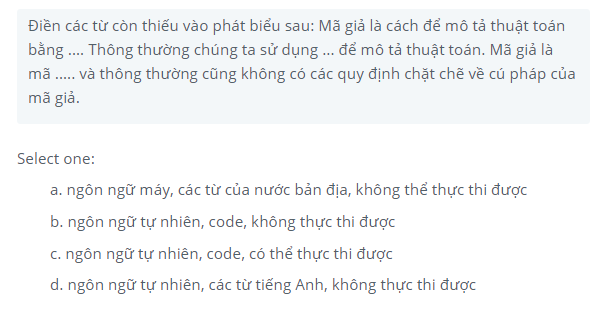 Điền các từ còn thiếu vào phát biểu sau: Mã giả là cách để mô tả thuật toán
bằng .... Thông thường chúng ta sử dụng ... để mô tả thuật toán. Mã giả là
mã ..... và thông thường cũng không có các quy định chặt chẽ về cú pháp của
mã giả.
Select one:
a. ngôn ngữ máy, các từ của nước bản địa, không thể thực thi được
b. ngôn ngữ tự nhiên, code, không thực thi được
c. ngôn ngữ tự nhiên, code, có thể thực thi được
d. ngôn ngữ tự nhiên, các từ tiếng Anh, không thực thi được